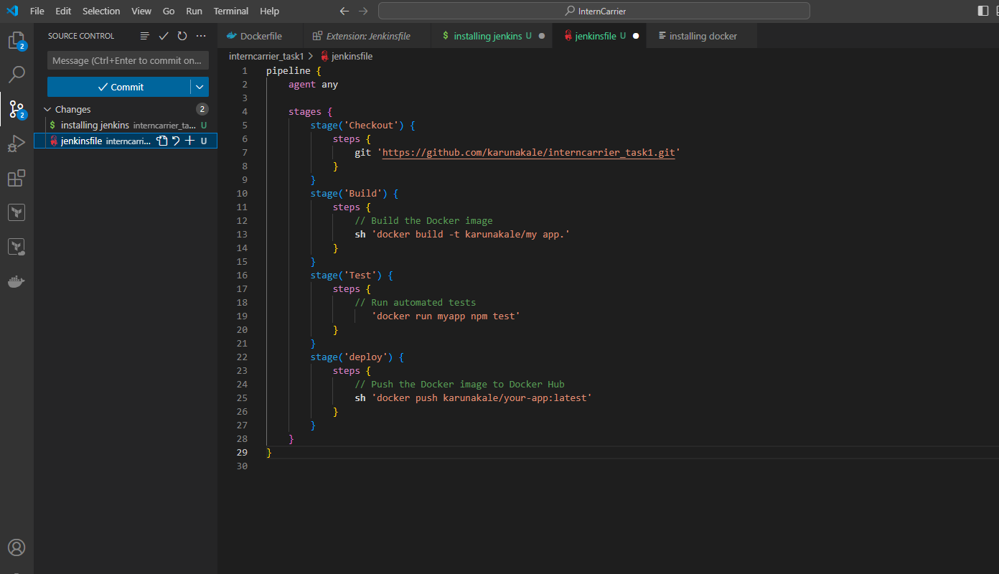 File Edit Selection View Go Run Terminal Help
InternCarrier
SOURCE CONTROL
Message (Ctrl+Enter to commit on...
Commit
Changes 2
$ installing jenkins interncarrier_ta... U
jenkinsfile interncarri... U
2
2
Dockerfile
Extension: Jenkinsfile
$ installing jenkins U
jenkinsfile U
installing docker
interncarrier_task1 > jenkinsfile
1 pipeline {
2 agent any
3
4 stages {
5 stage('Checkout') {
6 steps {
7 git 'https://github.com/karunakale/interncarrier_task1.git'
8 }
9 }
10 stage('Build') {
11 steps {
12 // Build the Docker image
13 sh 'docker build -t karunakale/my app.'
14 }
15 }
16 stage('Test') {
17 steps {
18 // Run automated tests
19 'docker run myapp npm test'
20 }
21 }
22 stage('deploy') {
23 steps {
24 // Push the Docker image to Docker Hub
25 sh 'docker push karunakale/your-app:latest'
26 }
27 }
28 }
29 }
30